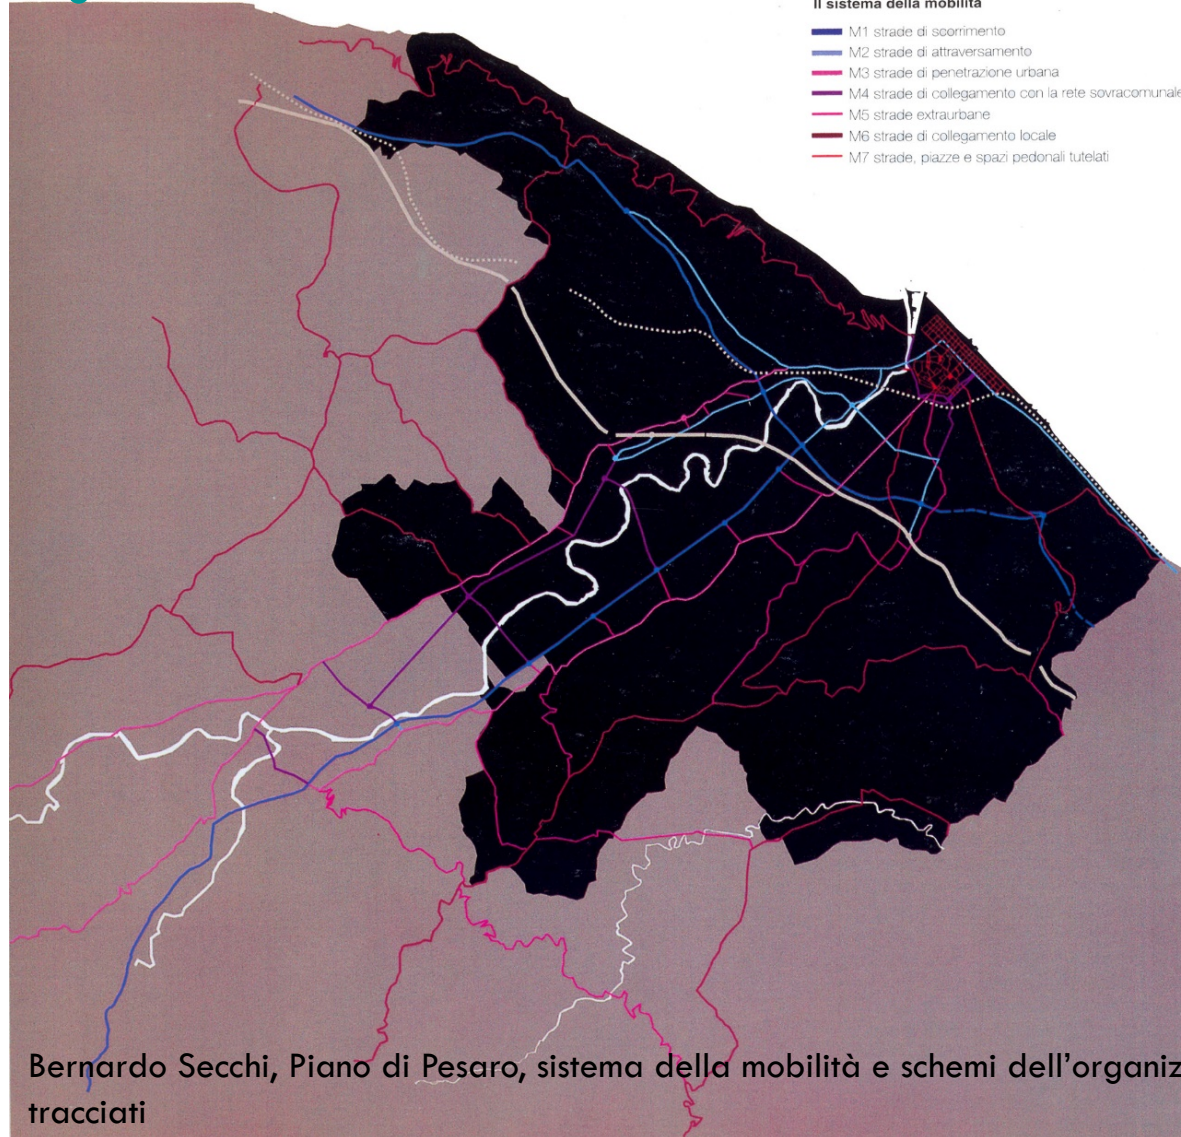 Il sistema della mobilità
M1 strade di scorrimento
M2 strade di attraversamento
M3 strade di penetrazione urbana
M4 strade di collegamento con la rete sovracomunale
M5 strade extraurbane
M6 strade di collegamento locale
M7 strade, piazze e spazi pedonali tutelati
Bernardo Secchi, Piano di Pesaro, sistema della mobilità e schemi dell'organiz
tracciati